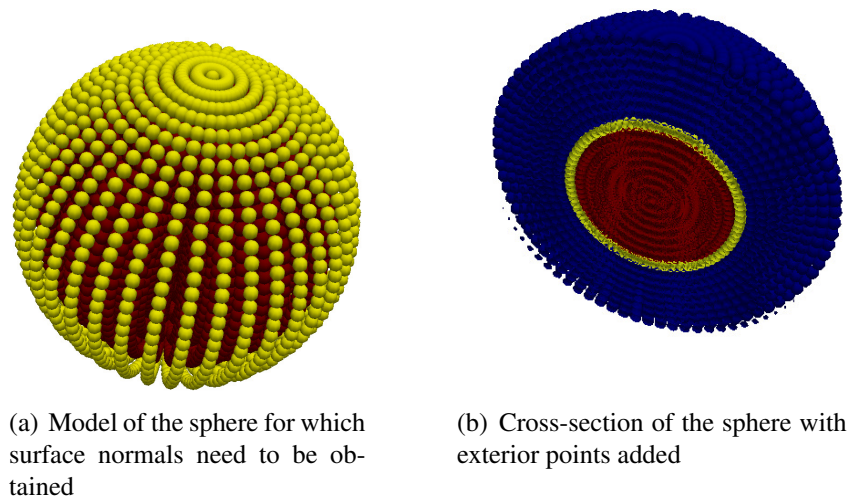 (a) Model of the sphere for which
surface normals need to be ob-
tained
(b) Cross-section of the sphere with
exterior points added